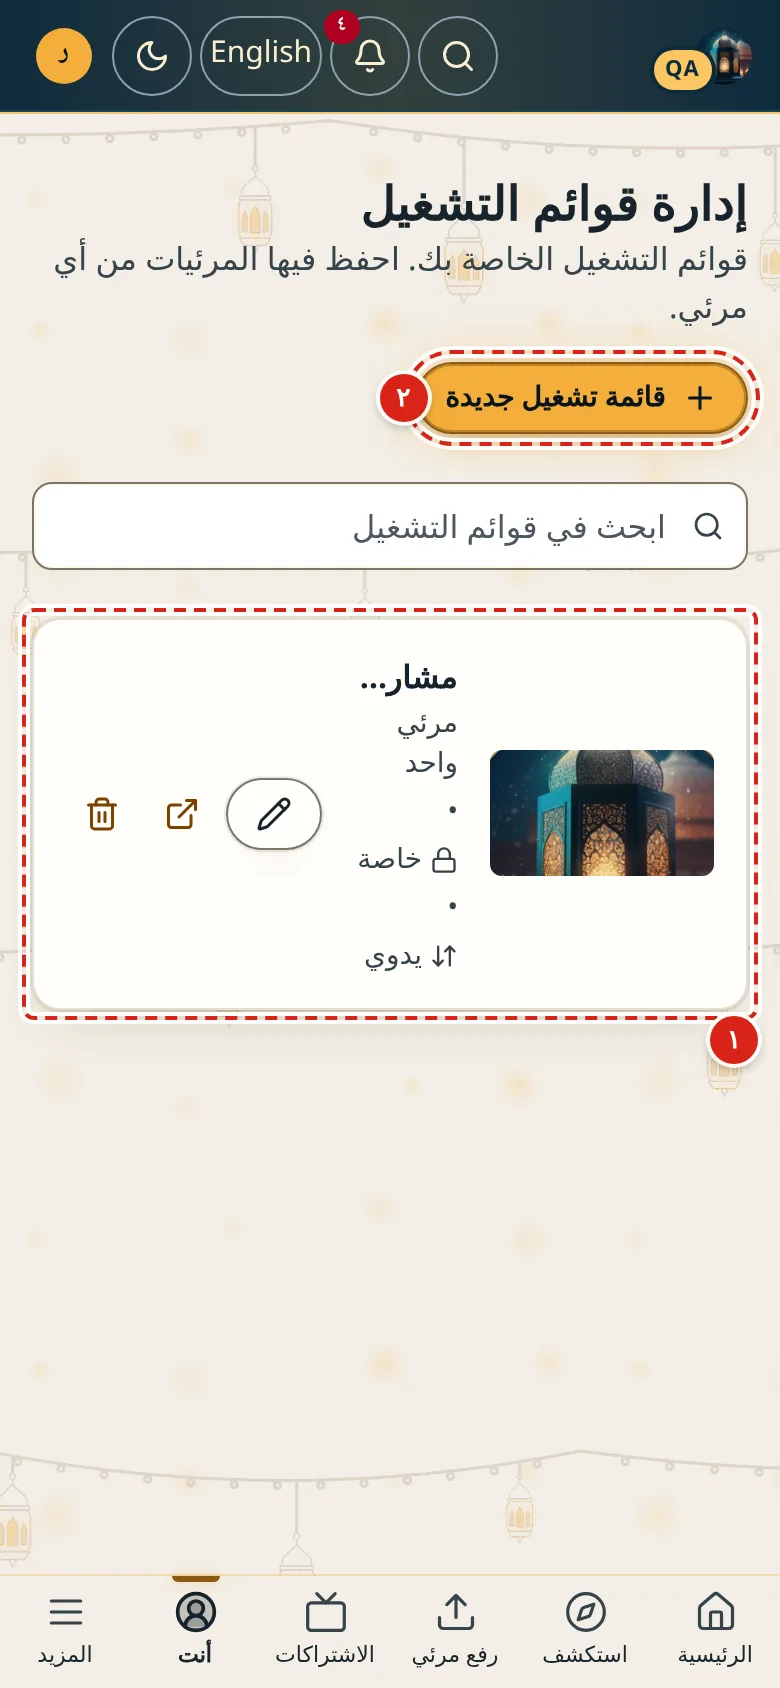 QA
٤
English
ر
إدارة قوائم التشغيل
قوائم التشغيل الخاصة بك. احفظ فيها المرئيات من أي
مرئي.
قائمة تشغيل جديدة
٢
ابحث في قوائم التشغيل
مشار...
مرئي
واحد
•
خاصة
•
يدوي
١
الرئيسية
استكشف
رفع مرئي
الاشتراكات
أنت
المزيد